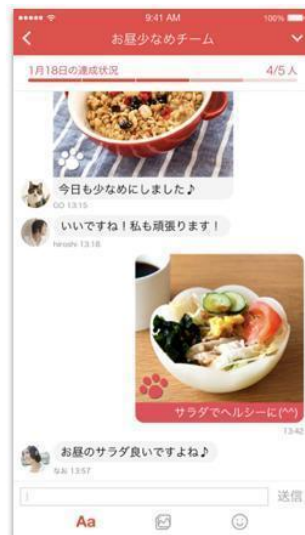 9:41 AM
100%
お昼少なめチーム
1月18日の達成状況
4/5人
今日も少なめにしました♪
GO 13:15
いいですね！私も頑張ります！
hiroshi 13:18
サラダでヘルシーに(^^)
13:42
お昼のサラダ良いですよね♪
なお 13:57
送信
Aa